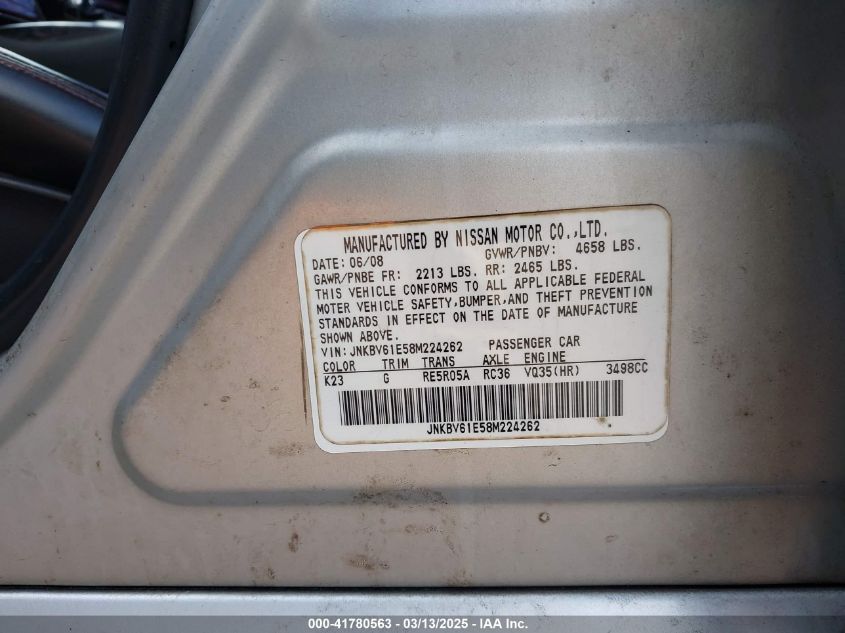 MANUFACTURED BY NISSAN MOTOR CO.,LTD.
DATE: 06/08 GVWR/PNBV: 4658 LBS.
GAWR/PNBE FR: 2213 LBS. RR: 2465 LBS.
THIS VEHICLE CONFORMS TO ALL APPLICABLE FEDERAL
MOTER VEHICLE SAFETY,BUMPER,AND THEFT PREVENTION
STANDARDS IN EFFECT ON THE DATE OF MANUFACTURE
SHOWN ABOVE.
VIN:JNKBV61E58M224262 PASSENGER CAR
COLOR TRIM TRANS AXLE ENGINE
K23 G RE5R05A RC36 VQ35(HR) 3498CC
JNKBV61E58M224262
000-41780563 | 03/13/2025 - IAAI.com